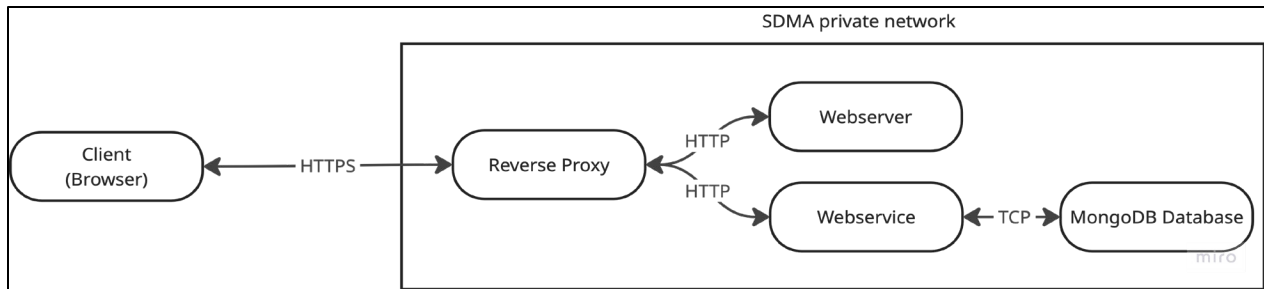 SDMA private network
Client
(Browser)
HTTPS
Reverse Proxy
HTTP
Webserver
HTTP
Webservice
TCP
MongoDB Database
miro